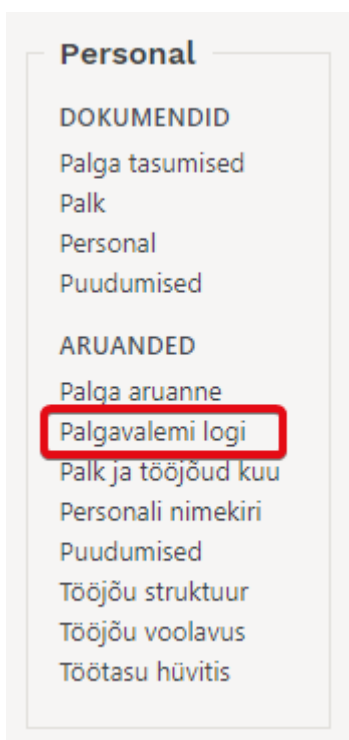 Personal
DOKUMENDID
Palga tasumised
Palk
Personal
Puudumised
ARUANDED
Palga aruanne
Palgavalemi logi
Palk ja tööjõud kuu
Personali nimekiri
Puudumised
Tööjõu struktuur
Tööjõu voolavus
Töötasu hüvitis